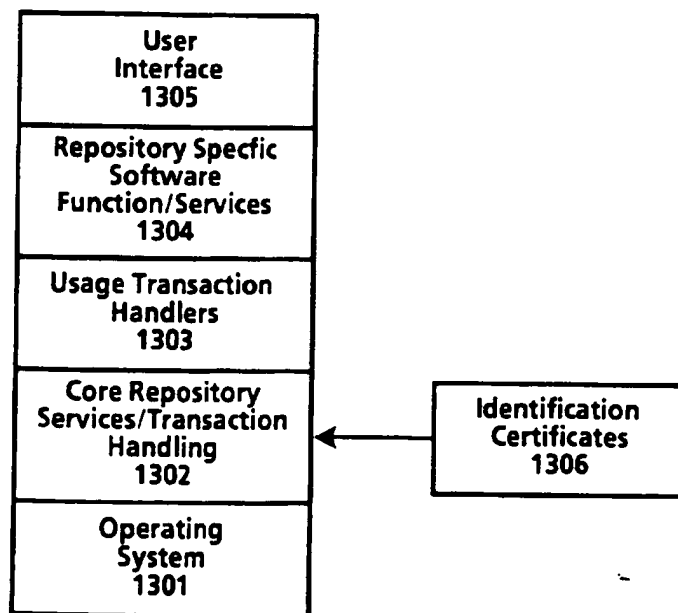 User
Interface
1305
Repository Specfic
Software
Function/Services
1304
Usage Transaction
Handlers
1303
Core Repository
Services/Transaction
Handling
1302
Identification
Certificates
1306
Operating
System
1301